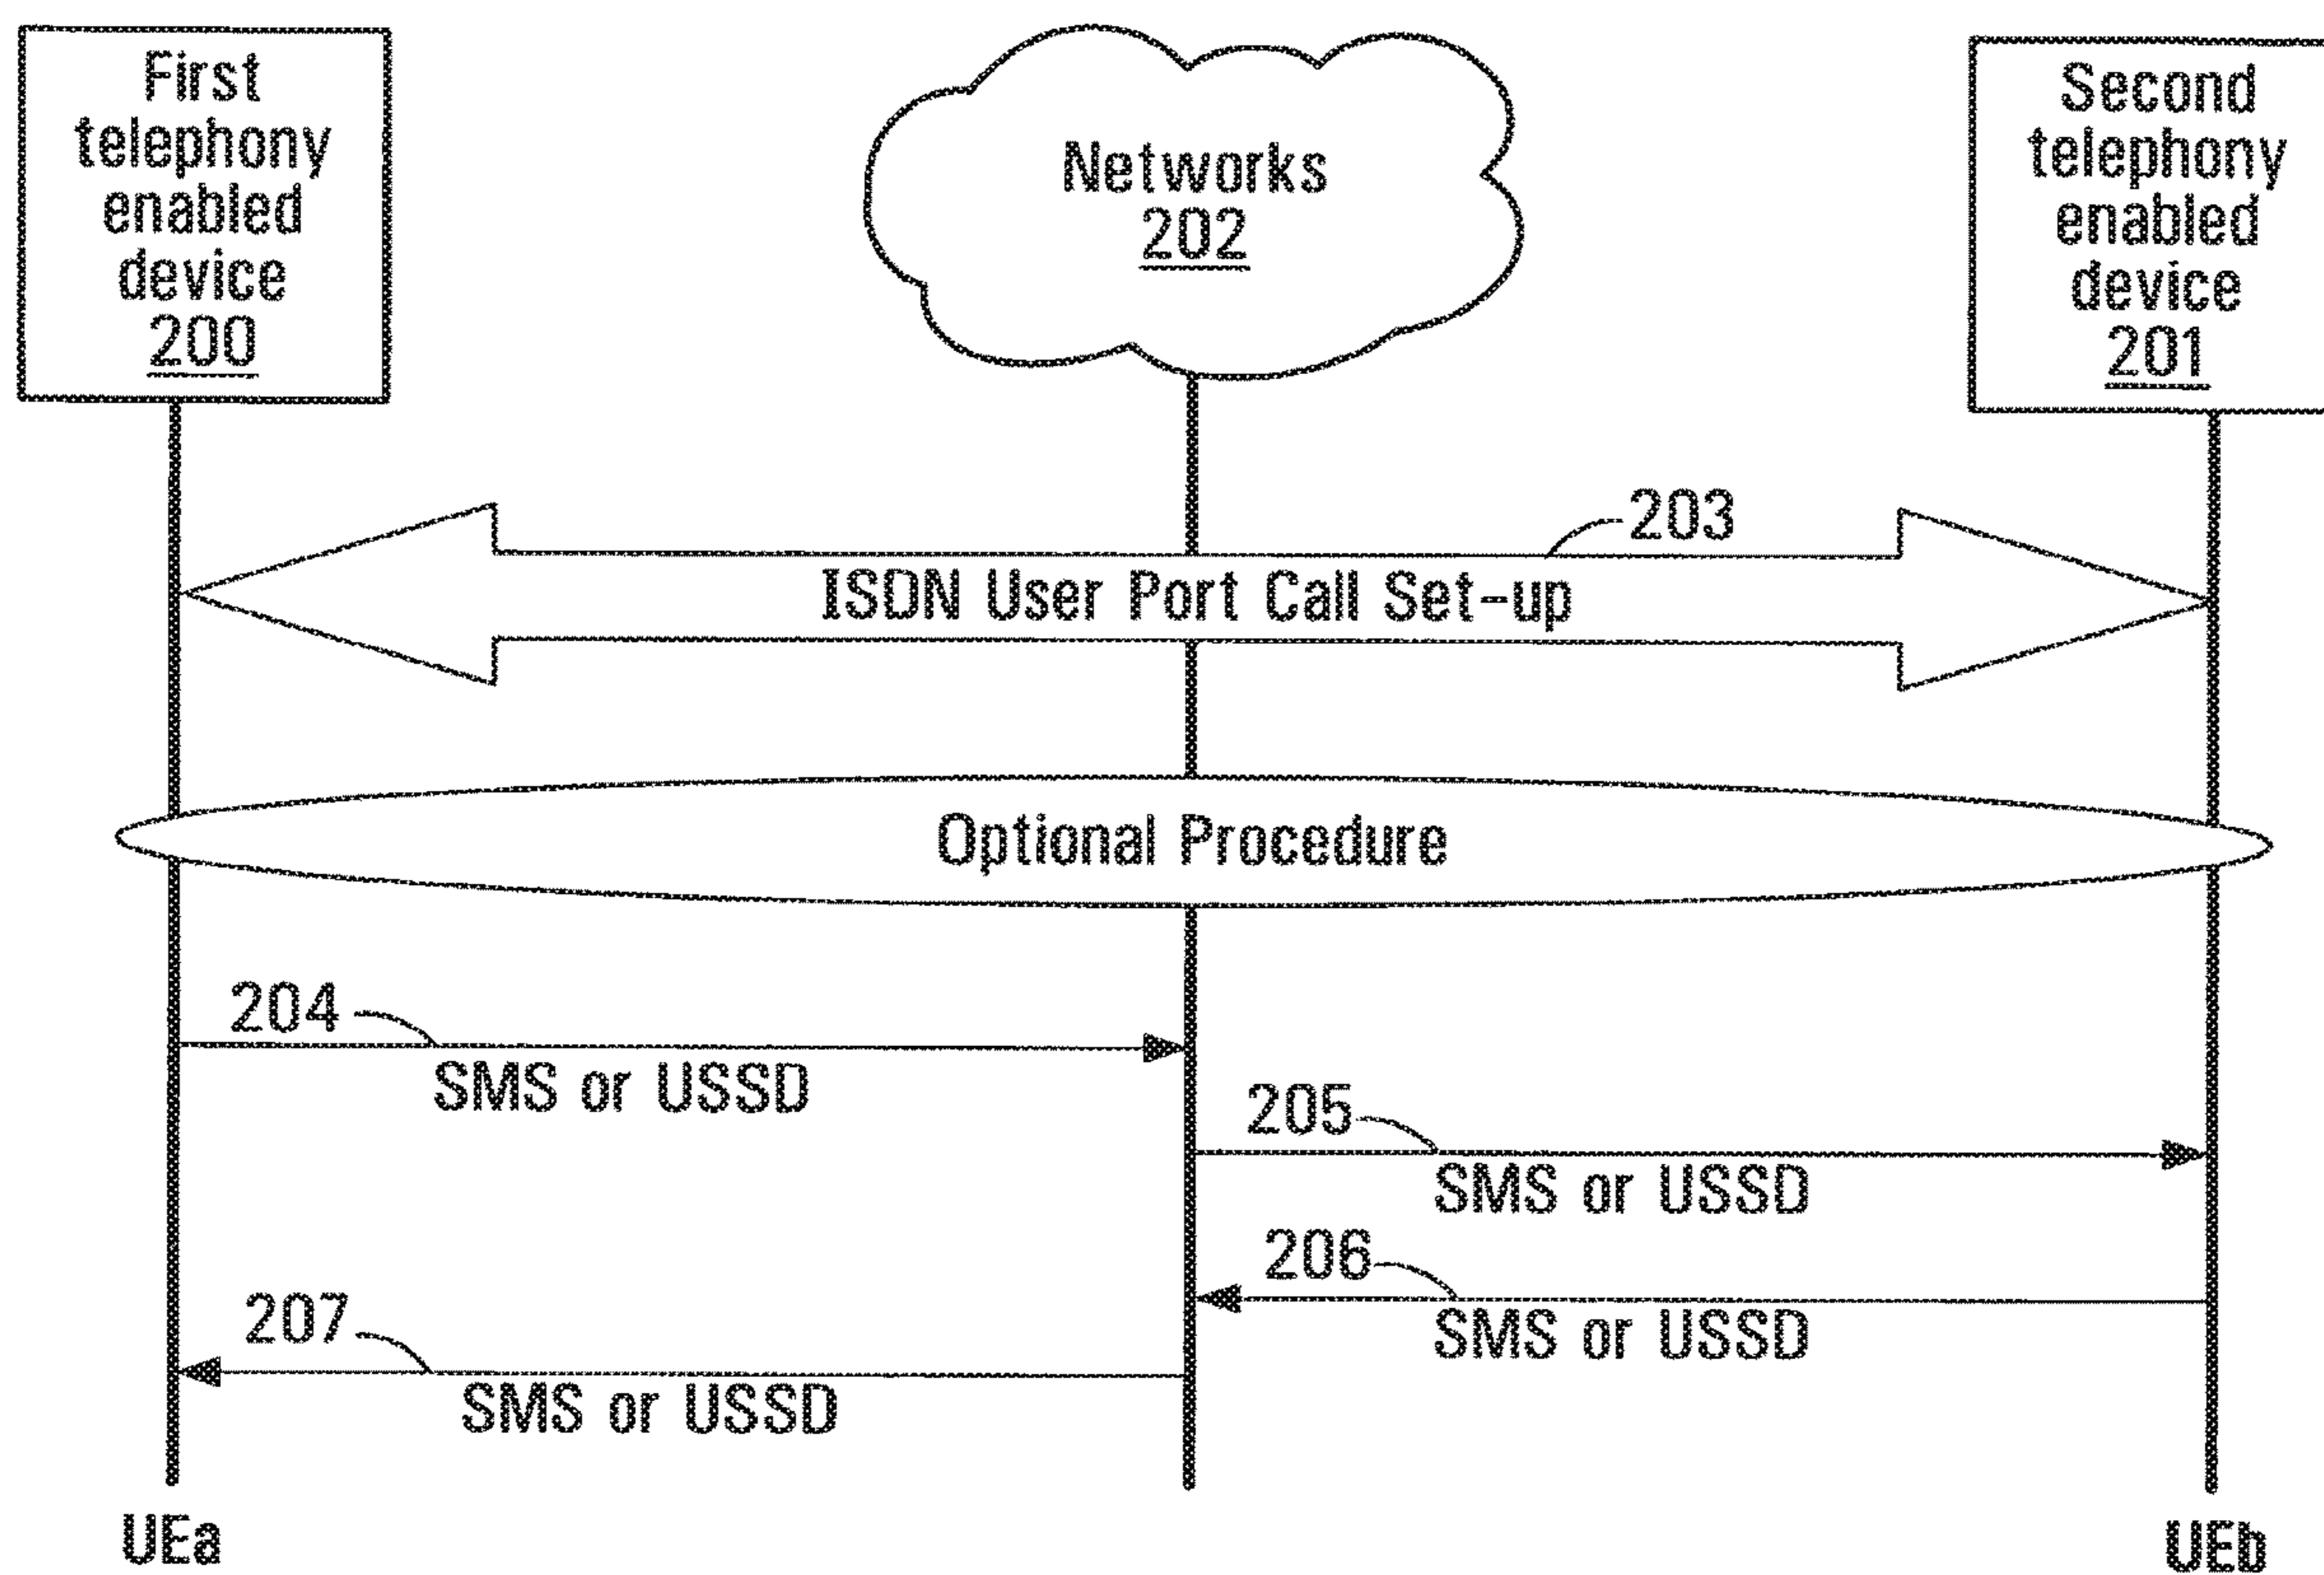 First
telephony
enabled
device
200
Networks
202
Second
telephony
enabled
device
201
203
ISDN User Port Call Set-up
Optional Procedure
204
SMS or USSD
205
SMS or USSD
206
SMS or USSD
207
SMS or USSD
UEa
UEb